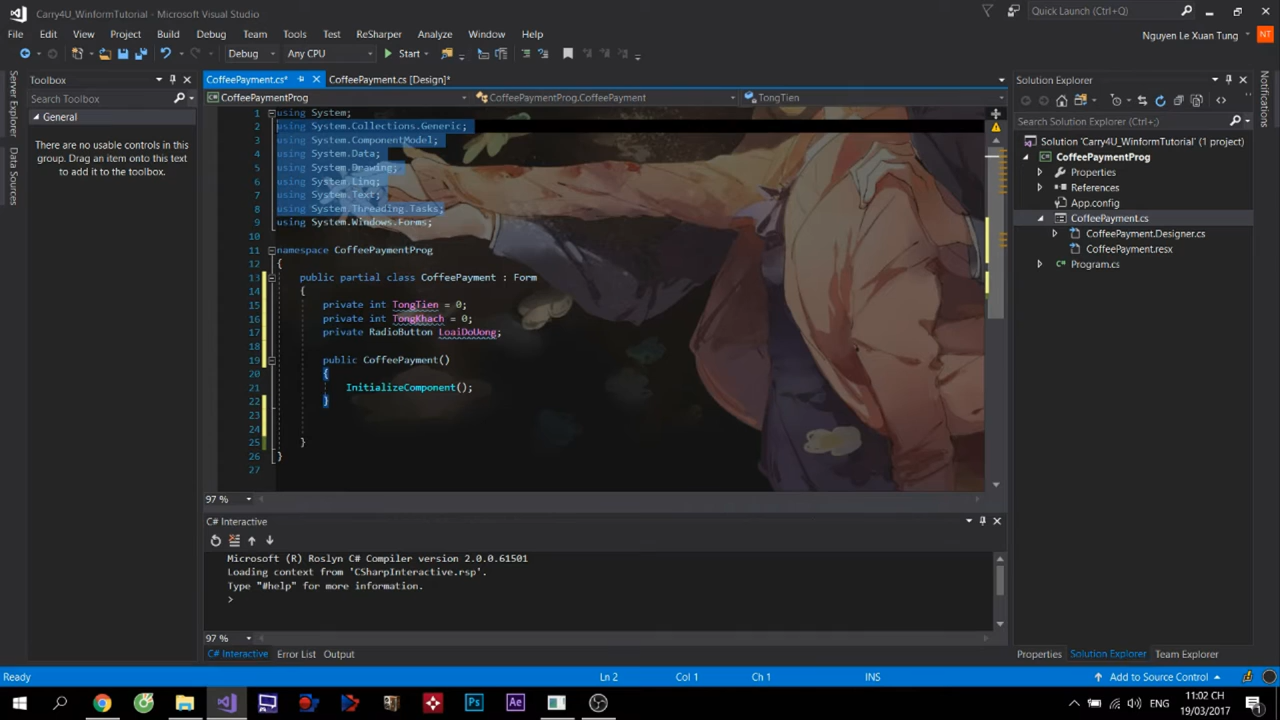 Carry4U_WinformTutorial - Microsoft Visual Studio
Quick Launch (Ctrl+Q)
File Edit View Project Build Debug Team Tools Test ReSharper Analyze Window Help
Nguyen Le Xuan Tung NT
Debug Any CPU Start
Server Explorer
Data Sources
Toolbox
Search Toolbox
General
There are no usable controls in this
group. Drag an item onto this text
to add it to the toolbox.
CoffeePayment.cs* CoffeePayment.cs [Design]*
CoffeePaymentProg CoffeePaymentProg.CoffeePayment TongTien
1 using System;
2 using System.Collections.Generic;
3 using System.ComponentModel;
4 using System.Data;
5 using System.Drawing;
6 using System.Linq;
7 using System.Text;
8 using System.Threading.Tasks;
9 using System.Windows.Forms;
10
11 namespace CoffeePaymentProg
12 {
13 public partial class CoffeePayment : Form
14 {
15 private int TongTien = 0;
16 private int TongKhach = 0;
17 private RadioButton LoaiDoUong;
18
19 public CoffeePayment()
20 {
21 InitializeComponent();
22 }
23
24
25 }
26 }
27
97 %
C# Interactive
Microsoft (R) Roslyn C# Compiler version 2.0.0.61501
Loading context from 'CSharpInteractive.rsp'.
Type "#help" for more information.
>
97 %
C# Interactive Error List Output
Solution Explorer
Search Solution Explorer (Ctrl+;)
Solution 'Carry4U_WinformTutorial' (1 project)
CoffeePaymentProg
Properties
References
App.config
CoffeePayment.cs
CoffeePayment.Designer.cs
CoffeePayment.resx
Program.cs
Properties Solution Explorer Team Explorer
Notifications
Ready Ln 2 Col 1 Ch 1 INS Add to Source Control
Ps Ae
ENG 11:02 CH
19/03/2017